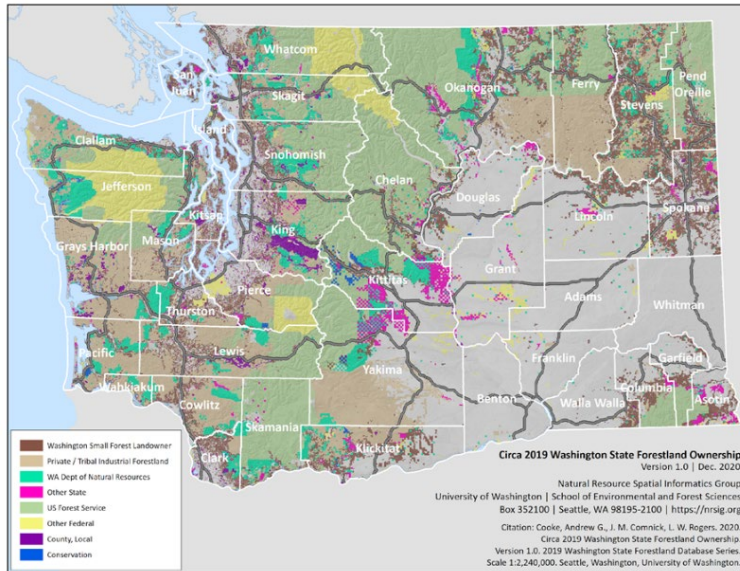 Whatcom
San
Juan
Skagit
Okanogan
Ferry
Pend
Oreille
Stevens
Island
Clallam
Snohomish
Chelan
Jefferson
Douglas
Kitsap
Lincoln
Spokane
King
Grays Harbor
Mason
Kittitas
Grant
Pierce
Thurston
Adams
Whitman
Pacific
Lewis
Yakima
Franklin
Garfield
Wahkiakum
Columbia
Cowlitz
Benton
Walla Walla
Asotin
Skamania
Klickitat
Clark
Washington Small Forest Landowner
Private / Tribal Industrial Forestland
WA Dept of Natural Resources
Other State
US Forest Service
Other Federal
County, Local
Conservation
Circa 2019 Washington State Forestland Ownership
Version 1.0 | Dec. 2020
Natural Resource Spatial Informatics Group
University of Washington | School of Environmental and Forest Sciences
Box 352100 | Seattle, WA 98195-2100 | https://nrsig.org
Citation: Cooke, Andrew G., J. M. Comnick, L. W. Rogers. 2020.
Circa 2019 Washington State Forestland Ownership.
Version 1.0. 2019 Washington State Forestland Database Series.
Scale 1:2,240,000. Seattle, Washington, University of Washington.